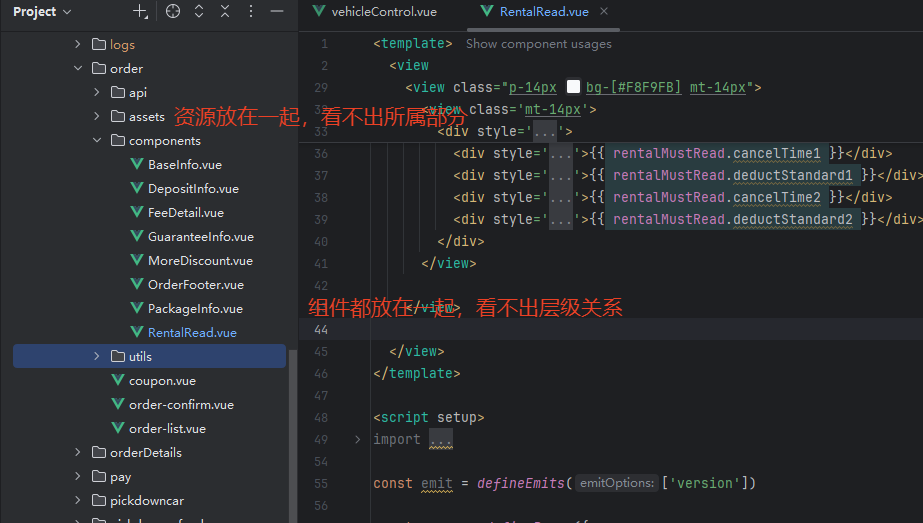 Project
vehicleControl.vue
RentalRead.vue
logs
order
api
assets
资源放在一起，看不出所属部分
components
BaseInfo.vue
DepositInfo.vue
FeeDetail.vue
GuaranteeInfo.vue
MoreDiscount.vue
OrderFooter.vue
PackageInfo.vue
RentalRead.vue
utils
coupon.vue
order-confirm.vue
order-list.vue
orderDetails
pay
pickdowncar
1 <template> Show component usages
2 <view
29 <view class="p-14px bg-[#F8F9FB] mt-14px">
<view class='mt-14px'>
33 <div style='...'>
36 <div style='...'>{{ rentalMustRead.cancelTime1 }}</div>
37 <div style='...'>{{ rentalMustRead.deductStandard1 }}</div>
38 <div style='...'>{{ rentalMustRead.cancelTime2 }}</div>
39 <div style='...'>{{ rentalMustRead.deductStandard2 }}</div>
40 </div>
41 </view>
42
组件都放在一起，看不出层级关系
</view>
44
45 </view>
46 </template>
47
48 <script setup>
49 import ...
54
55 const emit = defineEmits( emitOptions: ['version'])
56